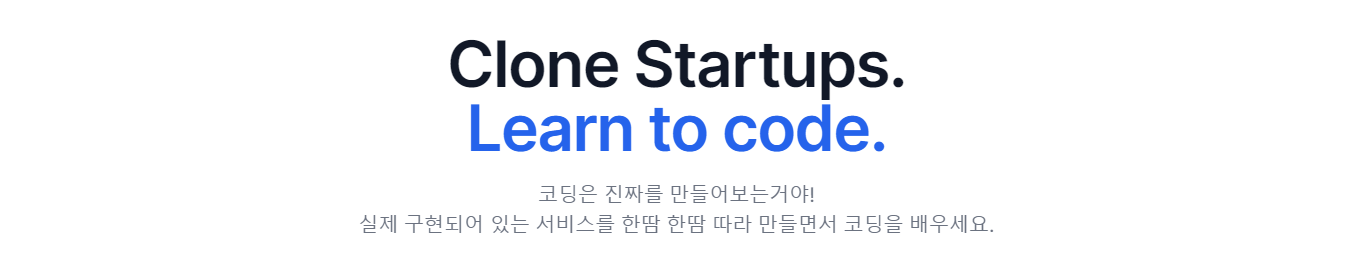 Clone Startups.
Learn to code.
코딩은 진짜를 만들어보는거야!
실제 구현되어 있는 서비스를 한땀 한땀 따라 만들면서 코딩을 배우세요.